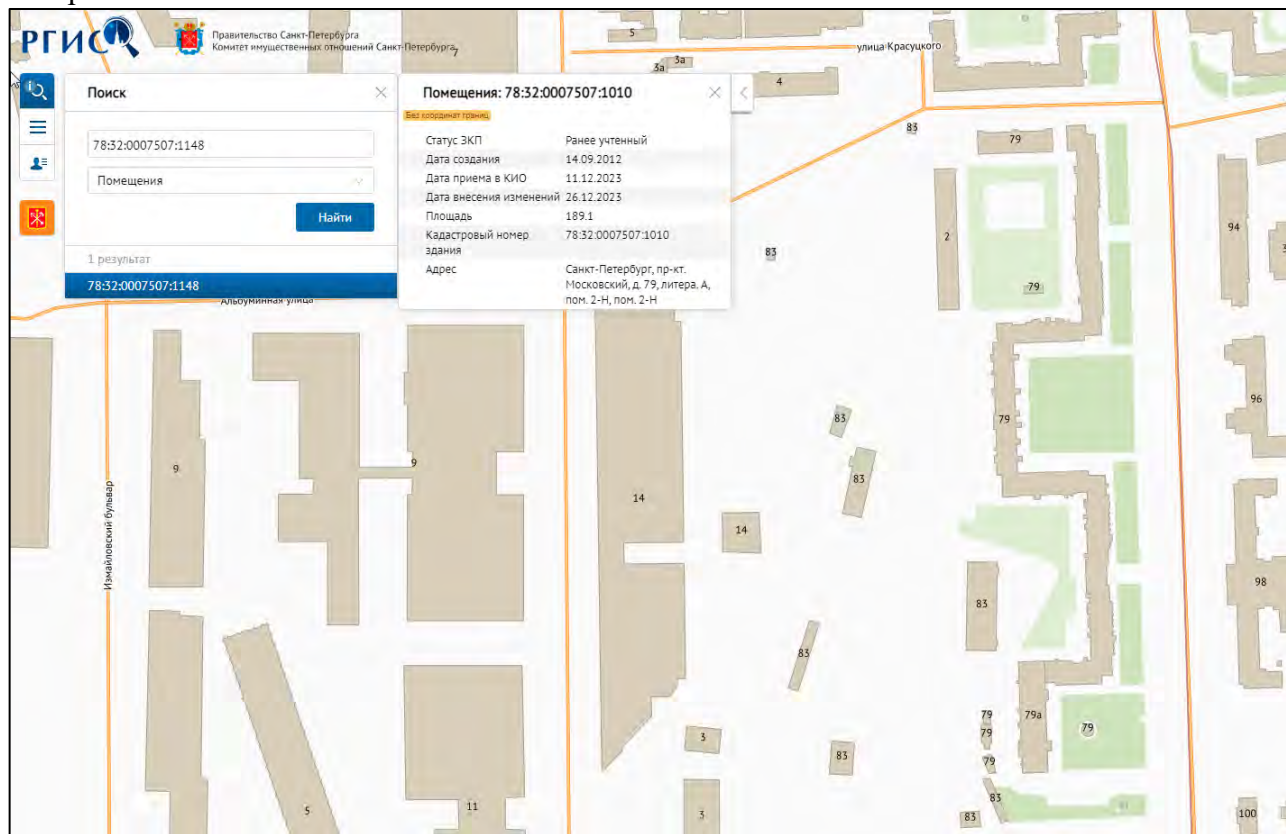 РГИС
Правительство Санкт-Петербурга
Комитет имущественных отношений Санкт-Петербурга
7
Поиск
78:32:0007507:1148
Помещения
Найти
1 результат
78:32:0007507:1148
Помещения: 78:32:0007507:1010
Без координат границ
Статус ЗКП Ранее учтенный
Дата создания 14.09.2012
Дата приема в КИО 11.12.2023
Дата внесения изменений 26.12.2023
Площадь 189.1
Кадастровый номер 78:32:0007507:1010
здания
Адрес Санкт-Петербург, пр-кт.
Московский, д. 79, литера. А,
пом. 2-Н, пом. 2-Н
5
улица Красуцкого
3а
3а
4
83
79
2
94
83
79
Альбуминная улица
96
83
79
9
9
83
14
14
Измайловский бульвар
98
83
83
79
79а
79
3
79
83
79
5
11
3
83
83
100